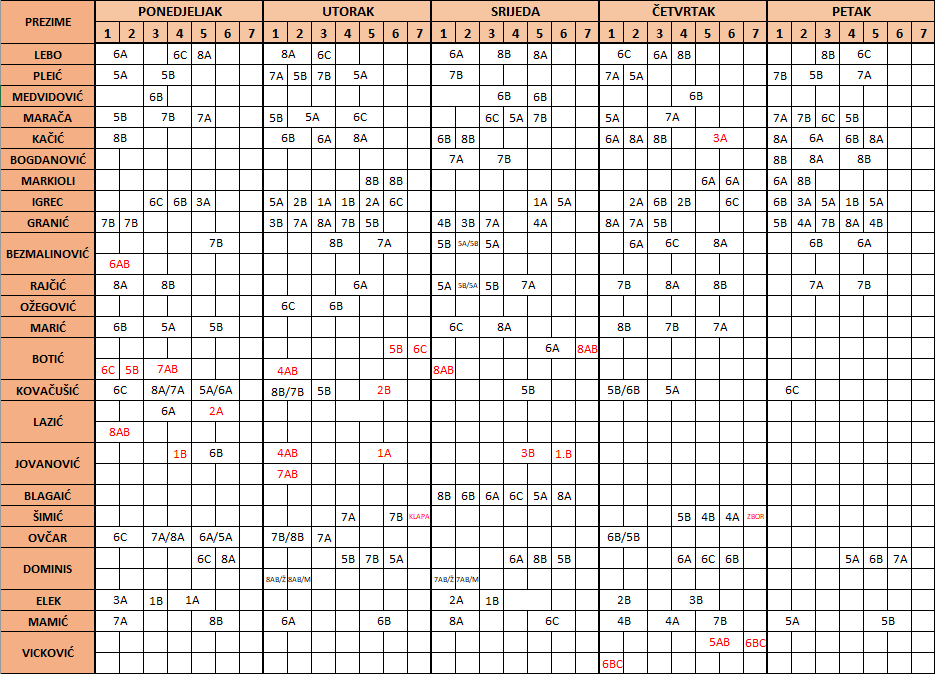 PREZIME PONEDJELJAK UTORAK SRIJEDA ČETVRTAK PETAK
1 2 3 4 5 6 7 1 2 3 4 5 6 7 1 2 3 4 5 6 7 1 2 3 4 5 6 7 1 2 3 4 5 6 7
LEBO 6A 6C 8A 8A 6C 6A 8B 8A 6C 6A 8B 8B 6C
PLEIĆ 5A 5B 7A 5B 7B 5A 7B 7A 5A 7B 5B 7A
MEDVIDOVIĆ 6B 6B 6B 6B
MARAČA 5B 7B 7A 5B 5A 6C 6C 5A 7B 5A 7A 7A 7B 6C 5B
KAČIĆ 8B 6B 6A 8A 6B 8B 6A 8A 8B 3A 8A 6A 6B 8A
BOGDANOVIĆ 7A 7B 8B 8A 8B
MARKIOLI 8B 8B 6A 6A 6A 8B
IGREC 6C 6B 3A 5A 2B 1A 1B 2A 6C 1A 5A 2A 6B 2B 6C 6B 3A 5A 1B 5A
GRANIĆ 7B 7B 3B 7A 8A 7B 5B 4B 3B 7A 4A 8A 7A 5B 5B 4A 7B 8A 4B
BEZMALINOVIĆ 7B 8B 7A 5B 5A/5B 5A 6A 6C 8A 6B 6A
6AB
RAJČIĆ 8A 8B 6A 5A 5B/5A 5B 7A 7B 8A 8B 7A 7B
OŽEGOVIĆ 6C 6B
MARIĆ 6B 5A 5B 6C 8A 8B 7B 7A
BOTIĆ 5B 6C 6A 8AB
6C 5B 7AB 4AB 8AB
KOVAČUŠIĆ 6C 8A/7A 5A/6A 8B/7B 5B 2B 5B 5B/6B 5A 6C
LAZIĆ 6A 2A
8AB
JOVANOVIĆ 1B 6B 4AB 1A 3B 1.B
7AB
BLAGAIĆ 8B 6B 6A 6C 5A 8A
ŠIMIĆ 7A 7B KLAPA 5B 4B 4A ZBOR
OVČAR 6C 7A/8A 6A/5A 7B/8B 7A 6B/5B
DOMINIS 6C 8A 5B 7B 5A 6A 8B 5B 6A 6C 6B 5A 6B 7A
8AB/Ž 8AB/M 7AB/Ž 7AB/M
ELEK 3A 1B 1A 2A 1B 2B 3B
MAMIĆ 7A 8B 6A 6B 8A 6C 4B 4A 7B 5A 5B
VICKOVIĆ 5AB 6BC
6BC